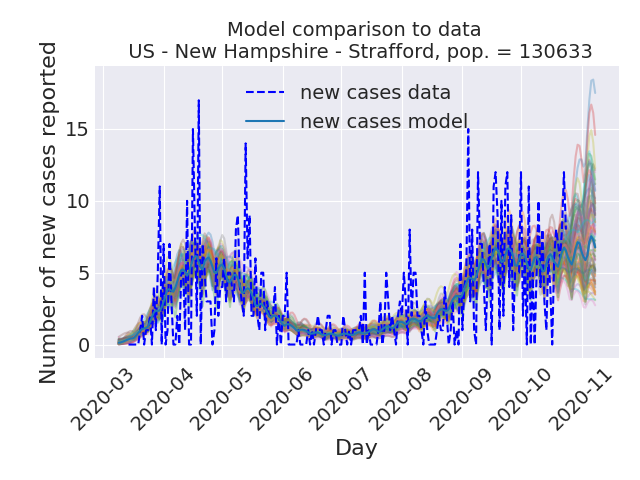 Model comparison to data
US - New Hampshire - Strafford, pop. = 130633
new cases data
new cases model
Number of new cases reported
15
10
5
0
2020-03
2020-04
2020-05
2020-06
2020-07
2020-08
2020-09
2020-10
2020-11
Day